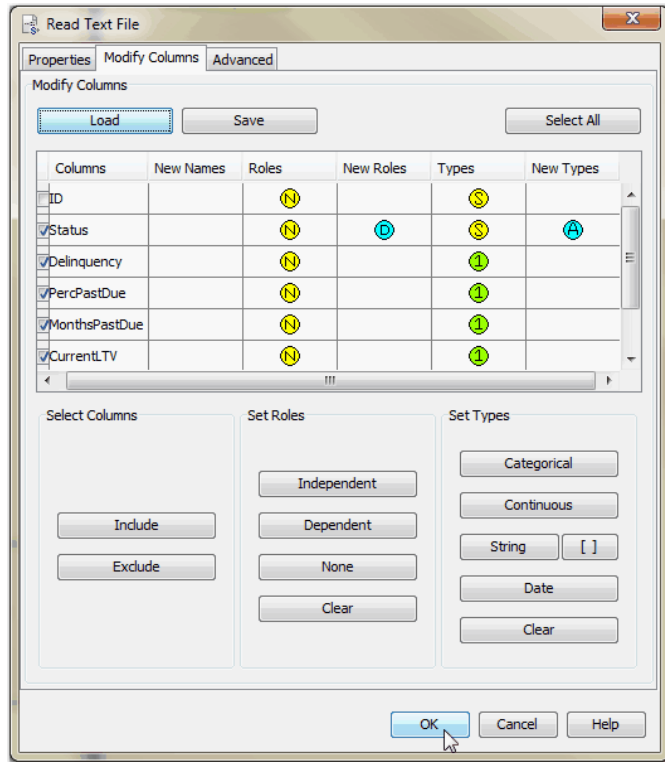 Read Text File
Properties Modify Columns Advanced
Modify Columns
Load Save Select All
Columns New Names Roles New Roles Types New Types
ID N S
Status N D S A
Delinquency N 1
PercPastDue N 1
MonthsPastDue N 1
CurrentLTV N 1
Select Columns Set Roles Set Types
Categorical
Independent
Continuous
Include Dependent
String [ ]
Exclude None
Date
Clear
Clear
OK Cancel Help